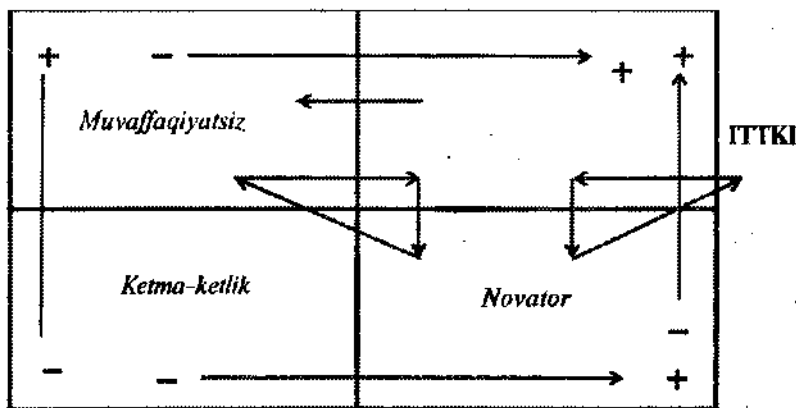 + − + +
Muvaffaqiyatsiz
ITTKI
Ketma-ketlik
Novator
−
− − +